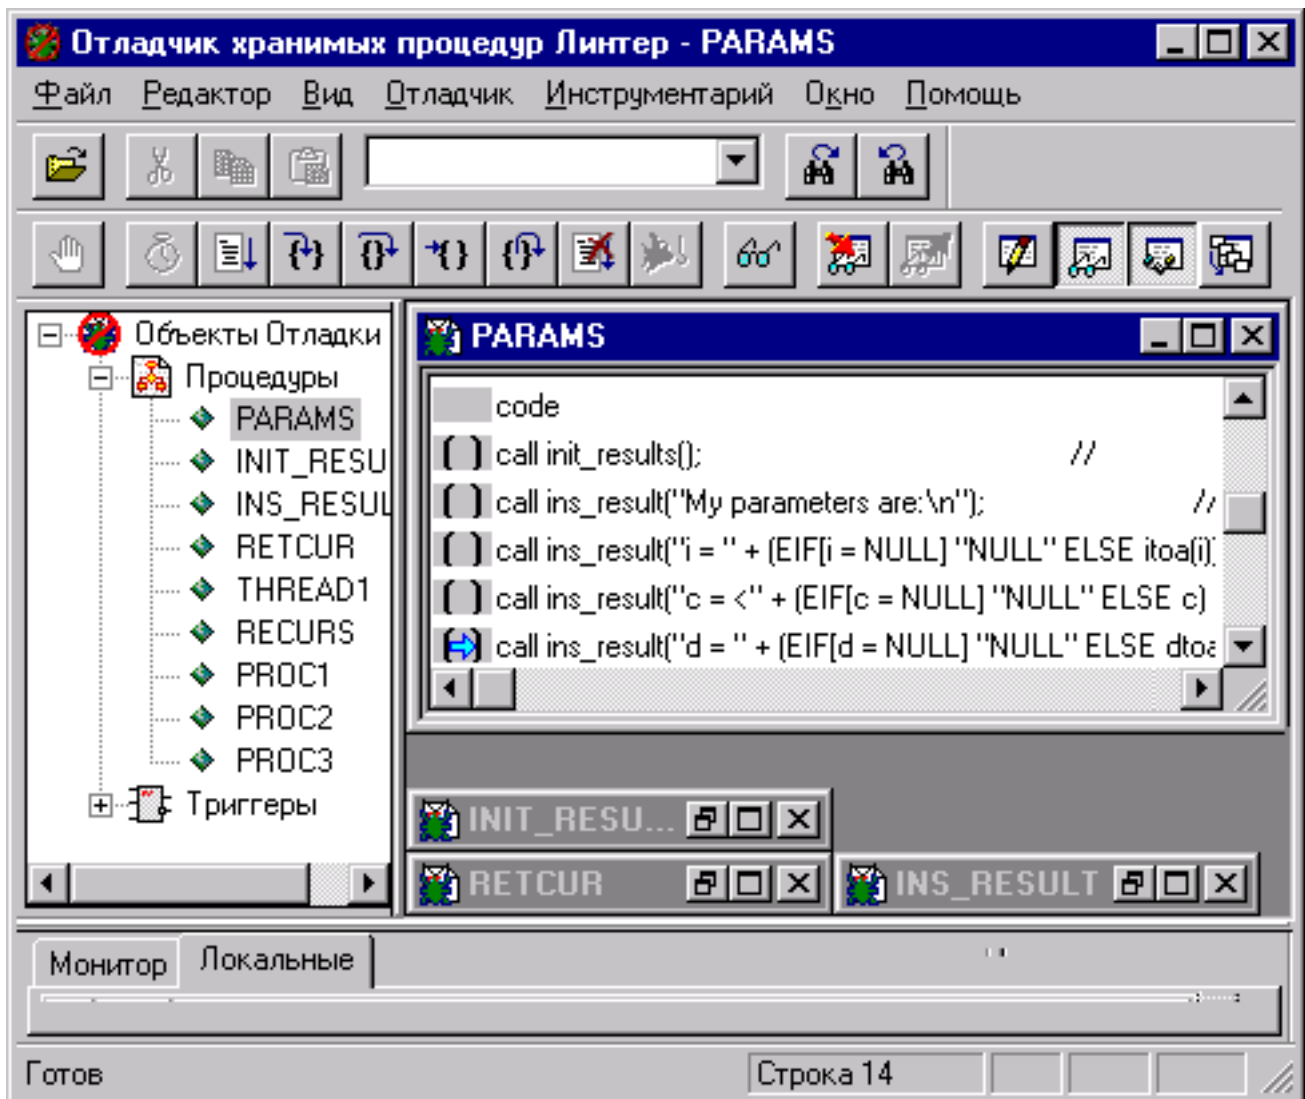 Отладчик хранимых процедур Линтер - PARAMS
Файл Редактор Вид Отладчик Инструментарий Окно Помощь
Объекты Отладки
Процедуры
PARAMS
INIT_RESU
INS_RESUL
RETCUR
THREAD1
RECURS
PROC1
PROC2
PROC3
Триггеры
PARAMS
code
call init_results(); //
call ins_result("My parameters are:\n"); //
call ins_result("i = " + (EIF[i = NULL] "NULL" ELSE itoa(i))
call ins_result("c = <" + (EIF[c = NULL] "NULL" ELSE c)
call ins_result("d = " + (EIF[d = NULL] "NULL" ELSE dtoa
INIT_RESU...
RETCUR
INS_RESULT
Монитор Локальные
Готов
Строка 14